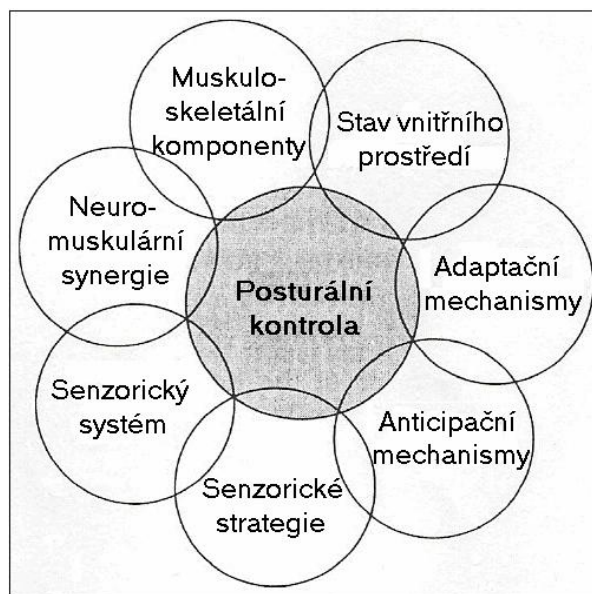 Muskulo-
skeletální
komponenty
Stav vnitřního
prostředí
Neuro-
muskulární
synergie
Adaptační
mechanismy
Posturální
kontrola
Senzorický
systém
Anticipační
mechanismy
Senzorické
strategie